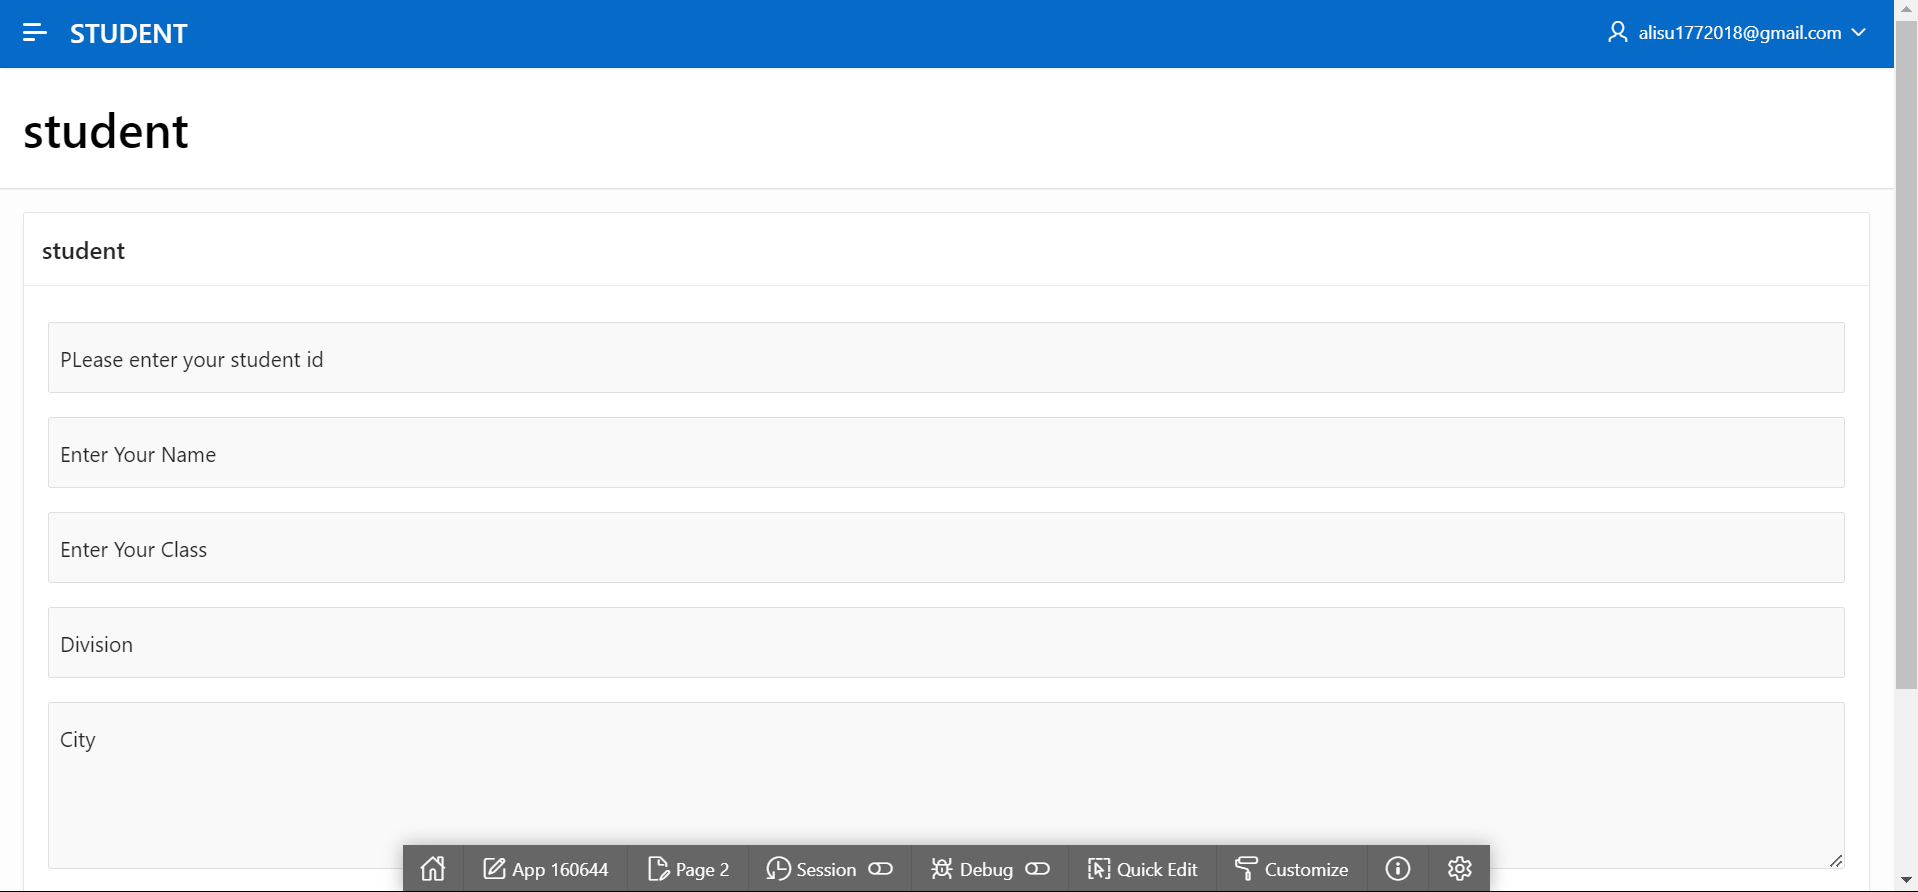 STUDENT
alisu1772018@gmail.com
student
student
PLease enter your student id
Enter Your Name
Enter Your Class
Division
City
App 160644 Page 2 Session Debug Quick Edit Customize